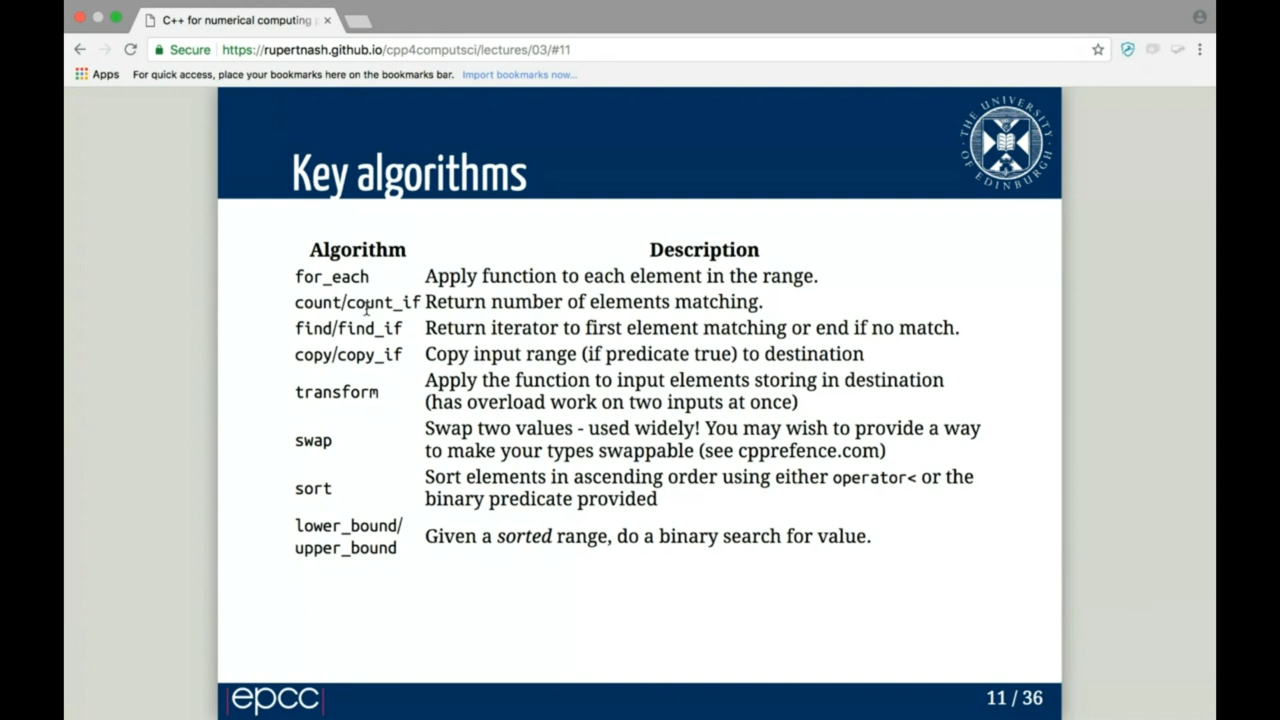 C++ for numerical computing
Secure https://rupertnash.github.io/cpp4computsci/lectures/03/#11
Apps For quick access, place your bookmarks here on the bookmarks bar. Import bookmarks now...
THE UNIVERSITY OF EDINBURGH
Key algorithms
Algorithm Description
for_each Apply function to each element in the range.
count/count_if Return number of elements matching.
find/find_if Return iterator to first element matching or end if no match.
copy/copy_if Copy input range (if predicate true) to destination
transform Apply the function to input elements storing in destination
(has overload work on two inputs at once)
swap Swap two values - used widely! You may wish to provide a way
to make your types swappable (see cpprefence.com)
sort Sort elements in ascending order using either operator< or the
binary predicate provided
lower_bound/
upper_bound Given a sorted range, do a binary search for value.
|epcc| 11 / 36